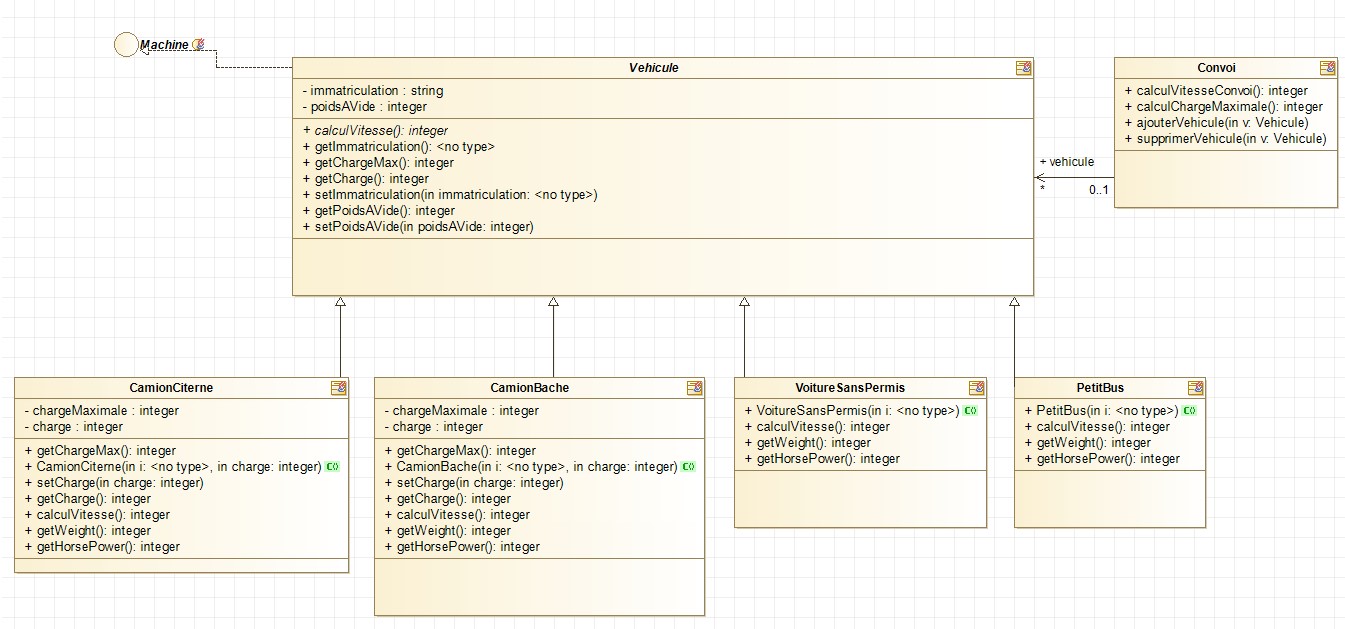 Machine
Vehicule
- immatriculation : string
- poidsAVide : integer
+ calculVitesse(): integer
+ getImmatriculation(): <no type>
+ getChargeMax(): integer
+ getCharge(): integer
+ setImmatriculation(in immatriculation: <no type>)
+ getPoidsAVide(): integer
+ setPoidsAVide(in poidsAVide: integer)
Convoi
+ calculVitesseConvoi(): integer
+ calculChargeMaximale(): integer
+ ajouterVehicule(in v: Vehicule)
+ supprimerVehicule(in v: Vehicule)
+ vehicule
* 0..1
CamionCiterne
- chargeMaximale : integer
- charge : integer
+ getChargeMax(): integer
+ CamionCiterne(in i: <no type>, in charge: integer) C()
+ setCharge(in charge: integer)
+ getCharge(): integer
+ calculVitesse(): integer
+ getWeight(): integer
+ getHorsePower(): integer
CamionBache
- chargeMaximale : integer
- charge : integer
+ getChargeMax(): integer
+ CamionBache(in i: <no type>, in charge: integer) C()
+ setCharge(in charge: integer)
+ getCharge(): integer
+ calculVitesse(): integer
+ getWeight(): integer
+ getHorsePower(): integer
VoitureSansPermis
+ VoitureSansPermis(in i: <no type>) C()
+ calculVitesse(): integer
+ getWeight(): integer
+ getHorsePower(): integer
PetitBus
+ PetitBus(in i: <no type>) C()
+ calculVitesse(): integer
+ getWeight(): integer
+ getHorsePower(): integer